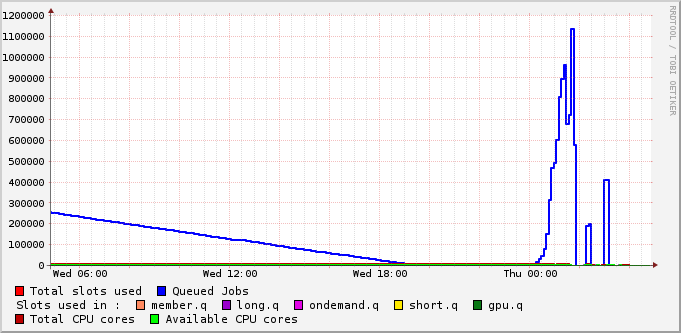 1200000
1100000
1000000
900000
800000
700000
600000
500000
400000
300000
200000
100000
0
Wed 06:00 Wed 12:00 Wed 18:00 Thu 00:00
RRDTOOL / TOBI OETIKER
Total slots used Queued Jobs
Slots used in : member.q long.q ondemand.q short.q gpu.q
Total CPU cores Available CPU cores